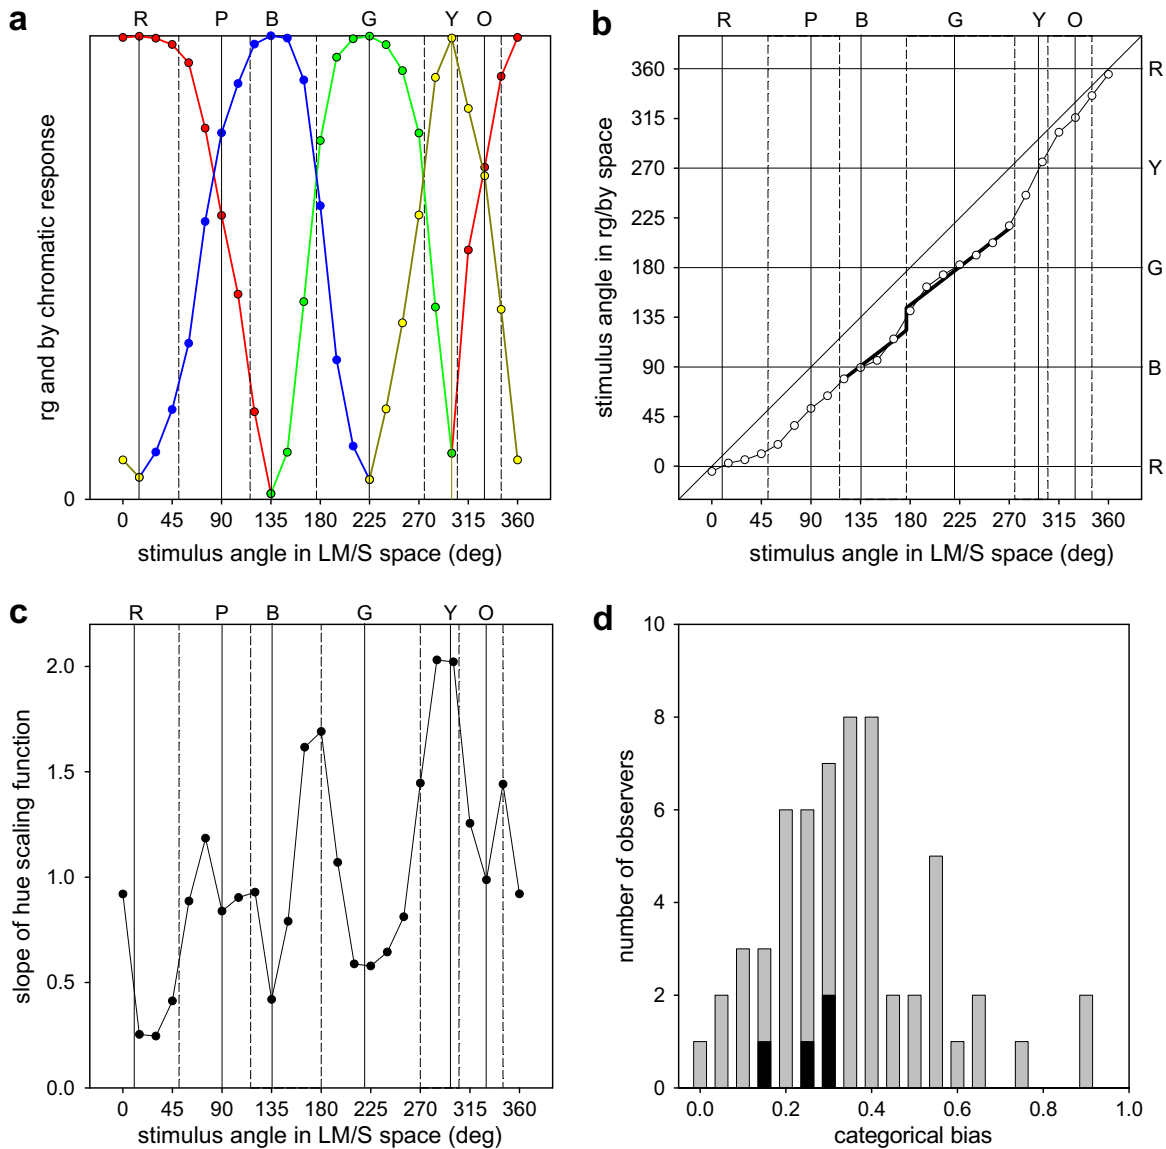 a
R P B G Y O
rg and by chromatic response
0
0 45 90 135 180 225 270 315 360
stimulus angle in LM/S space (deg)
b
R P B G Y O
stimulus angle in rg/by space
360 R
315
270 Y
225
180 G
135
90 B
45
0 R
0 45 90 135 180 225 270 315 360
stimulus angle in LM/S space (deg)
c
R P B G Y O
slope of hue scaling function
2.0
1.5
1.0
0.5
0.0
0 45 90 135 180 225 270 315 360
stimulus angle in LM/S space (deg)
d
number of observers
10
8
6
4
2
0
0.0 0.2 0.4 0.6 0.8 1.0
categorical bias